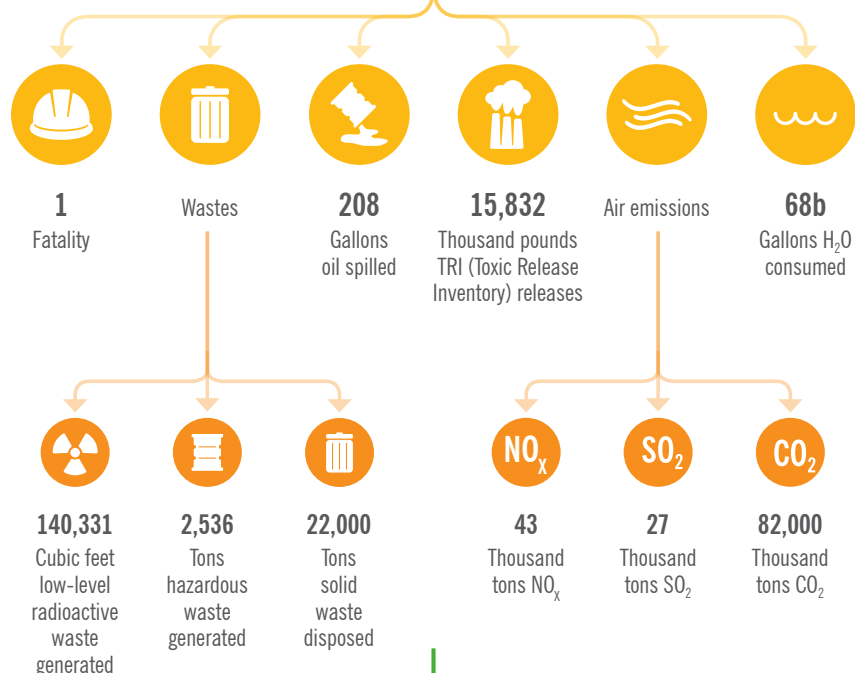 1
Fatality
Wastes
208
Gallons
oil spilled
15,832
Thousand pounds
TRI (Toxic Release
Inventory) releases
Air emissions
68b
Gallons H₂O
consumed
140,331
Cubic feet
low-level
radioactive
waste
generated
2,536
Tons
hazardous
waste
generated
22,000
Tons
solid
waste
disposed
NOₓ
43
Thousand
tons NOₓ
SO₂
27
Thousand
tons SO₂
CO₂
82,000
Thousand
tons CO₂